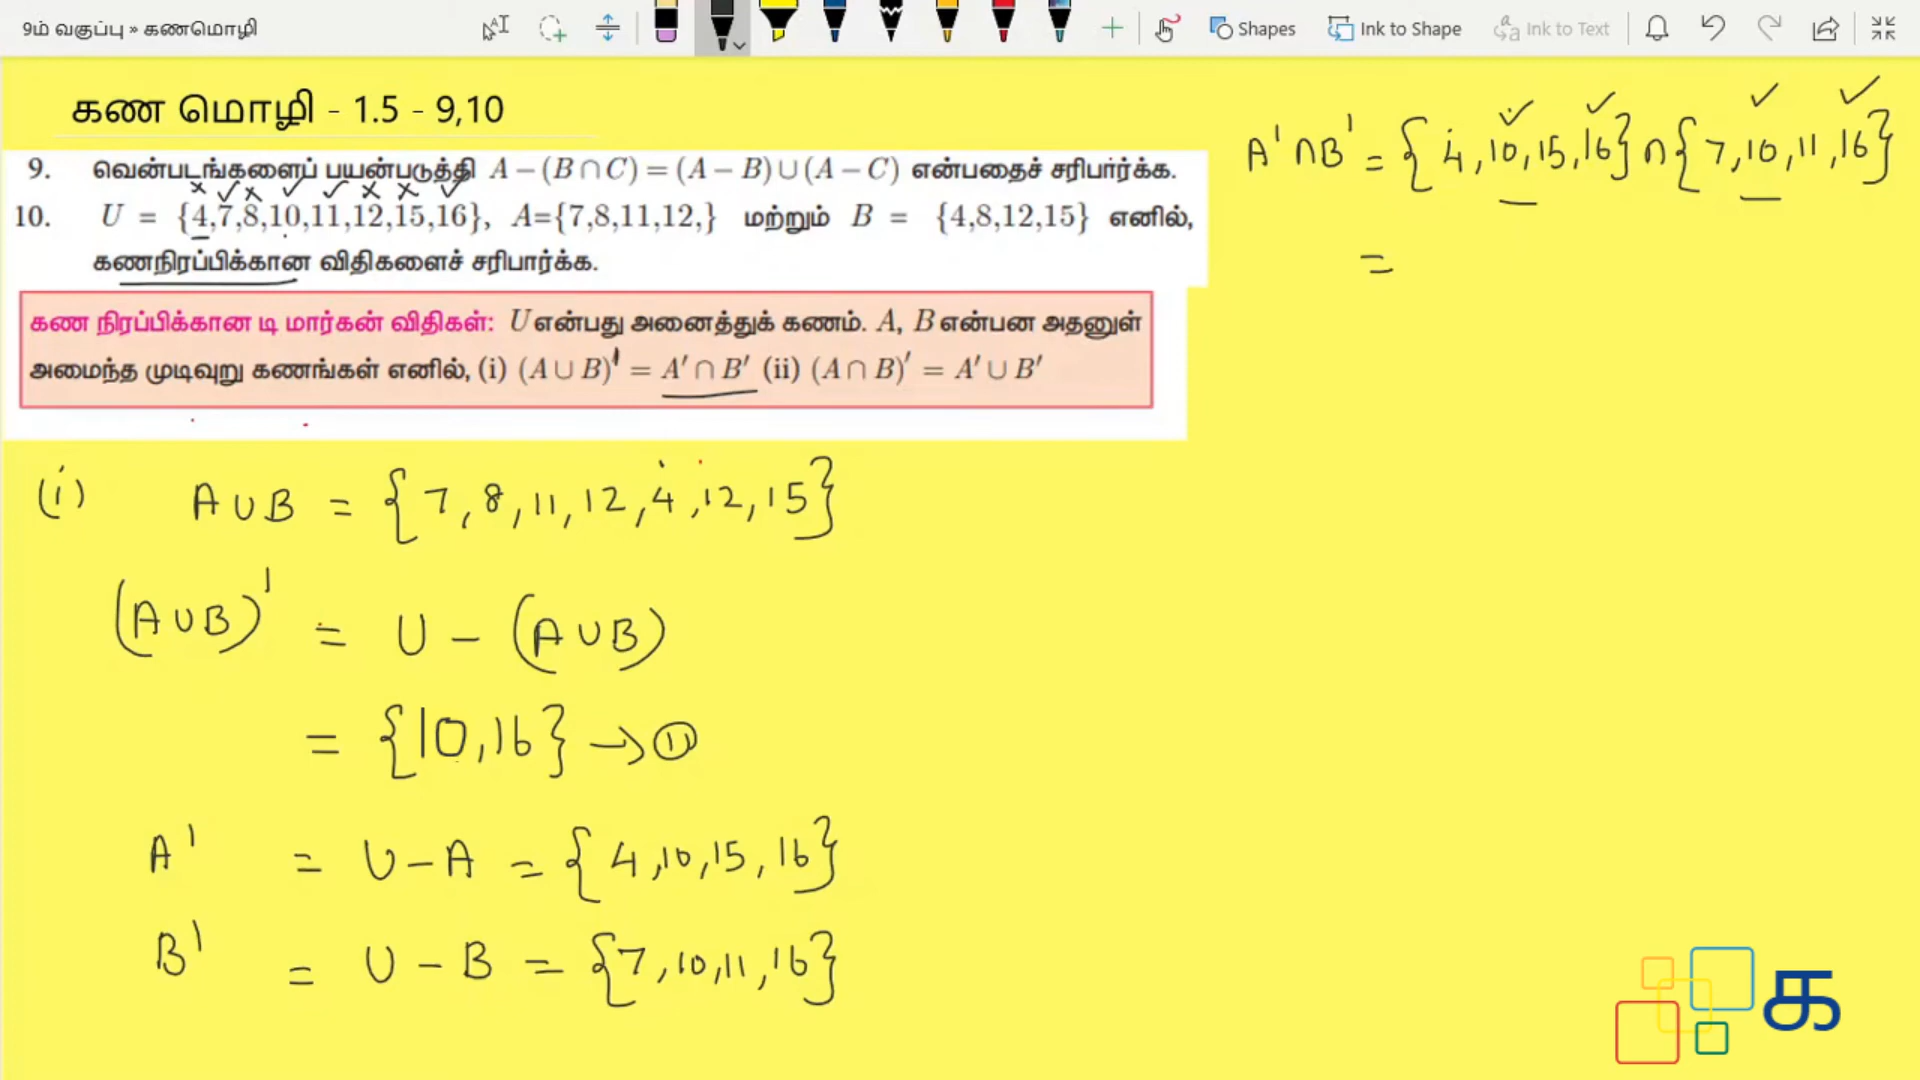 9ம் வகுப்பு » கணமொழி
Shapes
Ink to Shape
Ink to Text
கண மொழி - 1.5 - 9,10
9. வென்படங்களைப் பயன்படுத்தி A − (B ∩ C) = (A − B) ∪ (A − C) என்பதைச் சரிபார்க்க.
10. U = {4,7,8,10,11,12,15,16}, A={7,8,11,12,} மற்றும் B = {4,8,12,15} எனில்,
கணநிரப்பிக்கான விதிகளைச் சரிபார்க்க.
கண நிரப்பிக்கான டி மார்கன் விதிகள்: U என்பது அனைத்துக் கணம். A, B என்பன அதனுள்
அமைந்த முடிவுறு கணங்கள் எனில், (i) (A ∪ B)' = A' ∩ B' (ii) (A ∩ B)' = A' ∪ B'
(i) A∪B = {7,8,11,12,4,12,15}
(A∪B)' = U − (A∪B)
= {10,16} →
A' = U−A = {4,10,15,16}
B' = U − B = {7,10,11,16}
A'∩B' = {4,10,15,16}∩{7,10,11,16}
=
க